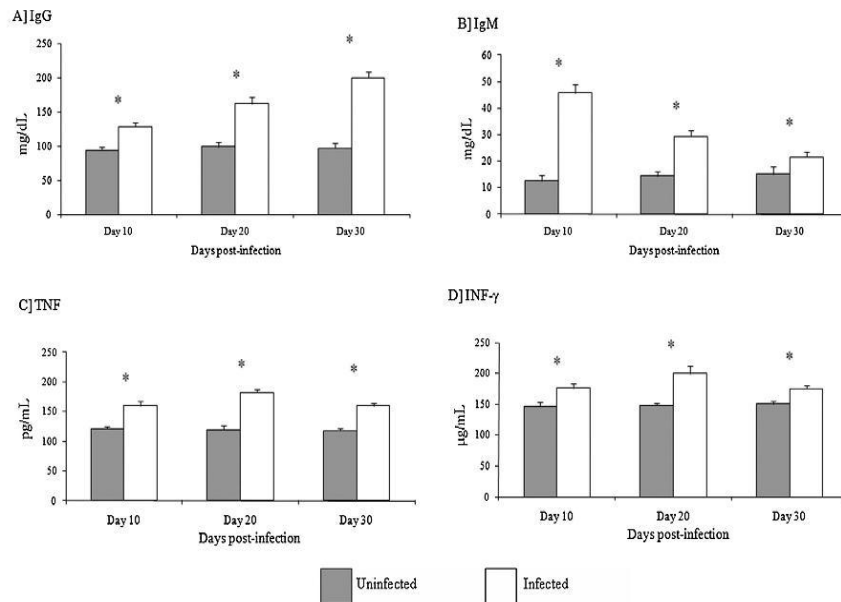 A] IgG
*
*
*
250
200
150
100
50
0
mg/dL
Day 10 Day 20 Day 30
Days post-infection
B] IgM
*
*
*
60
50
40
30
20
10
0
mg/dL
Day 10 Day 20 Day 30
Days post-infection
C] TNF
*
*
*
250
200
150
100
50
0
pg/mL
Day 10 Day 20 Day 30
Days post-infection
D] INF-γ
*
*
*
250
200
150
100
50
0
μg/mL
Day 10 Day 20 Day 30
Days post-infection
Uninfected Infected